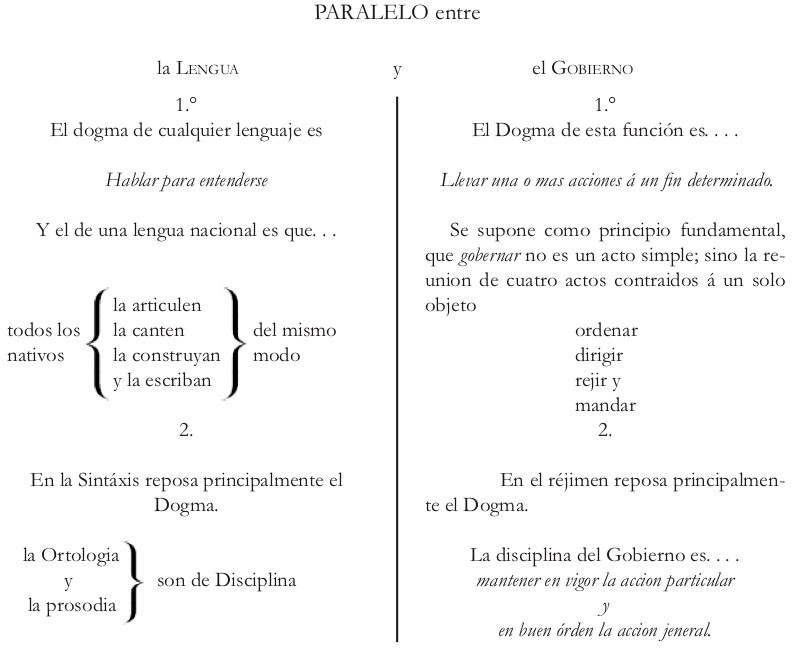 PARALELO entre
la LENGUA y el GOBIERNO
1.°
El dogma de cualquier lenguaje es
Hablar para entenderse
Y el de una lengua nacional es que. . .
todos los
nativos
la articulen
la canten
la construyan
y la escriban
del mismo
modo
2.
En la Sintáxis reposa principalmente el
Dogma.
la Ortologia
y
la prosodia
son de Disciplina
1.°
El Dogma de esta función es. . . .
Llevar una o mas acciones á un fin determinado.
Se supone como principio fundamental,
que gobernar no es un acto simple; sino la re-
union de cuatro actos contraidos á un solo
objeto
ordenar
dirigir
rejir y
mandar
2.
En el réjimen reposa principalmen-
te el Dogma.
La disciplina del Gobierno es. . . .
mantener en vigor la accion particular
y
en buen órden la accion jeneral.